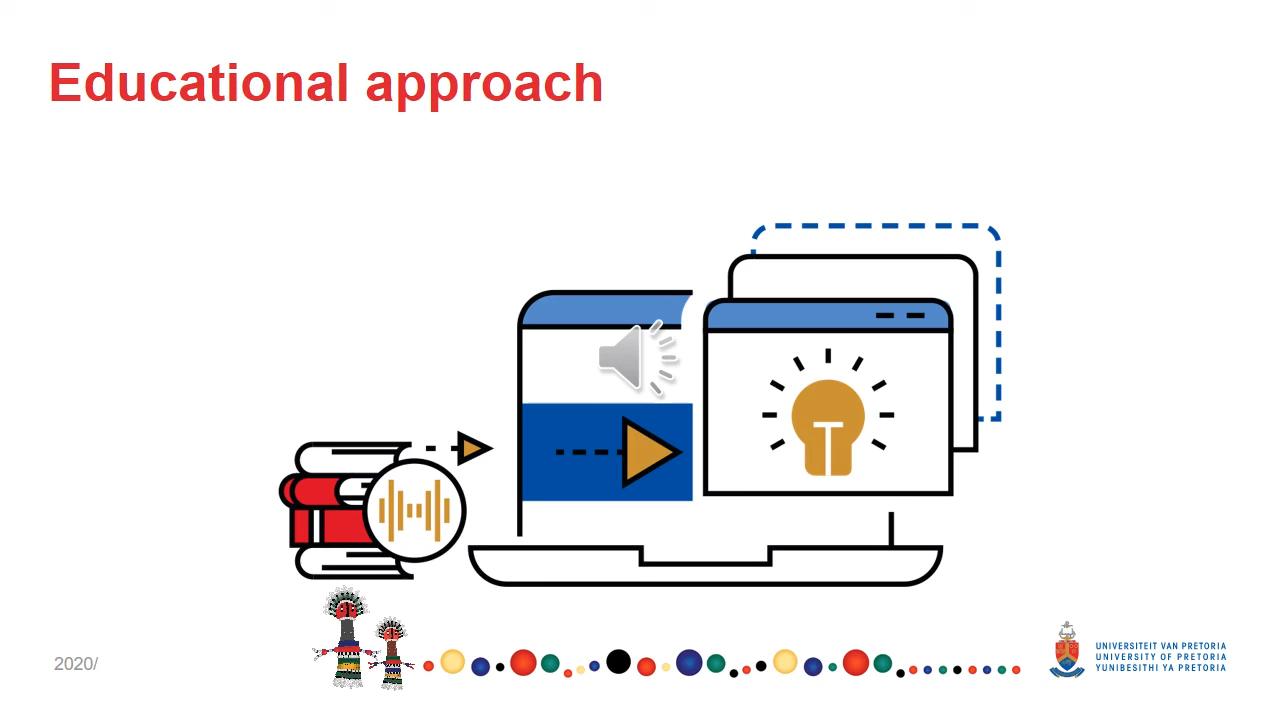 Educational approach
2020/
UNIVERSITEIT VAN PRETORIA
UNIVERSITY OF PRETORIA
YUNIBESITHI YA PRETORIA